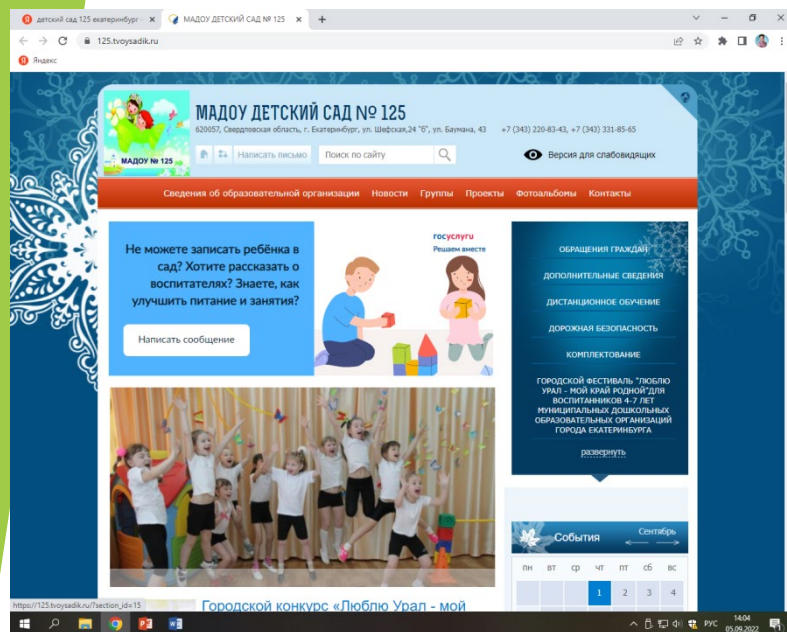 детский сад 125 екатеринбург
МАДОУ ДЕТСКИЙ САД № 125
125.tvoysadik.ru
Яндекс
МАДОУ № 125
МАДОУ ДЕТСКИЙ САД № 125
620057, Свердловская область, г. Екатеринбург, ул. Шефская,24 "б", ул. Баумана, 43
+7 (343) 220-83-43, +7 (343) 331-85-65
Написать письмо
Поиск по сайту
Версия для слабовидящих
Сведения об образовательной организации Новости Группы Проекты Фотоальбомы Контакты
Не можете записать ребёнка в
сад? Хотите рассказать о
воспитателях? Знаете, как
улучшить питание и занятия?
Написать сообщение
госуслуги
Решаем вместе
ОБРАЩЕНИЯ ГРАЖДАН
ДОПОЛНИТЕЛЬНЫЕ СВЕДЕНИЯ
ДИСТАНЦИОННОЕ ОБУЧЕНИЕ
ДОРОЖНАЯ БЕЗОПАСНОСТЬ
КОМПЛЕКТОВАНИЕ
ГОРОДСКОЙ ФЕСТИВАЛЬ "ЛЮБЛЮ
УРАЛ - МОЙ КРАЙ РОДНОЙ"ДЛЯ
ВОСПИТАННИКОВ 4-7 ЛЕТ
МУНИЦИПАЛЬНЫХ ДОШКОЛЬНЫХ
ОБРАЗОВАТЕЛЬНЫХ ОРГАНИЗАЦИЙ
ГОРОДА ЕКАТЕРИНБУРГА
развернуть
События
Сентябрь
пн вт ср чт пт сб вс
1 2 3 4
Городской конкурс «Люблю Урал - мой
https://125.tvoysadik.ru/?section_id=15
РУС
14:04
05.09.2022